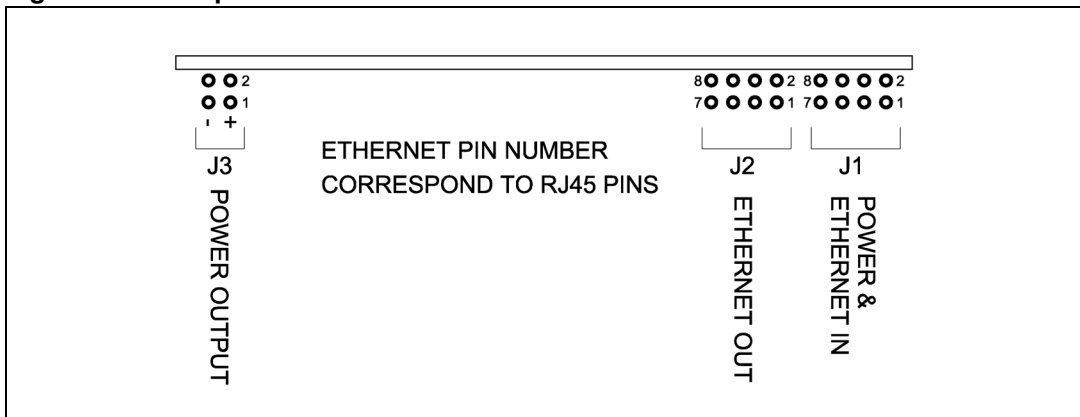 2
1
- +
J3
POWER OUTPUT
ETHERNET PIN NUMBER
CORRESPOND TO RJ45 PINS
8 2 8 2
7 1 7 1
J2
ETHERNET OUT
J1
POWER &
ETHERNET IN